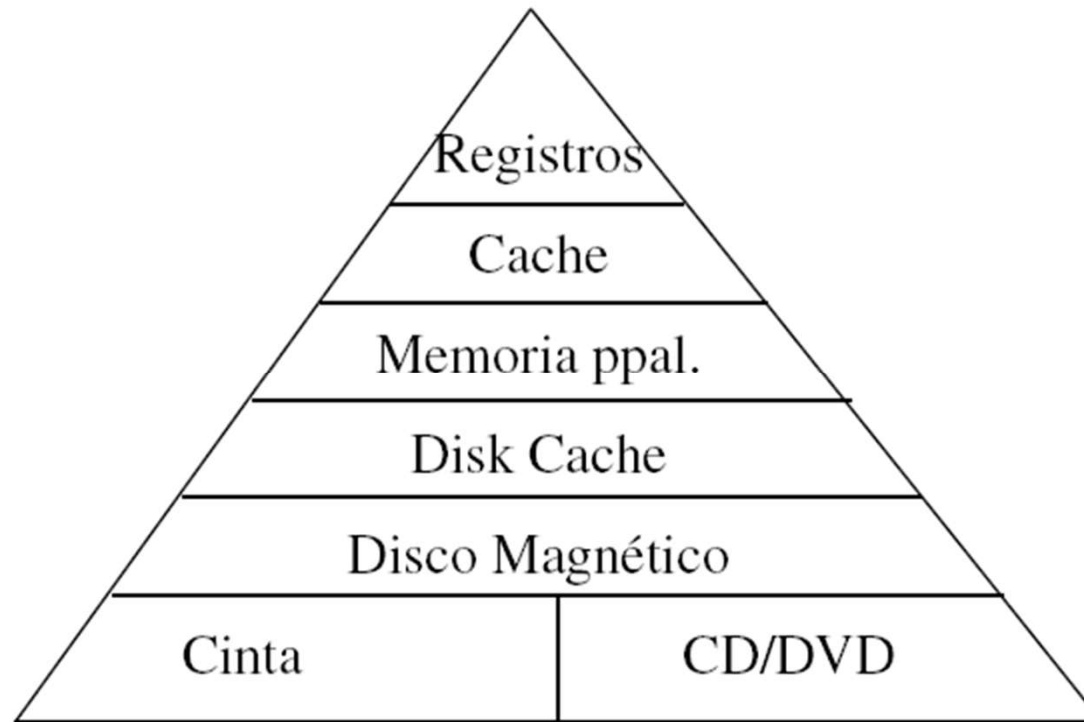 Registros
Cache
Memoria ppal.
Disk Cache
Disco Magnético
Cinta
CD/DVD